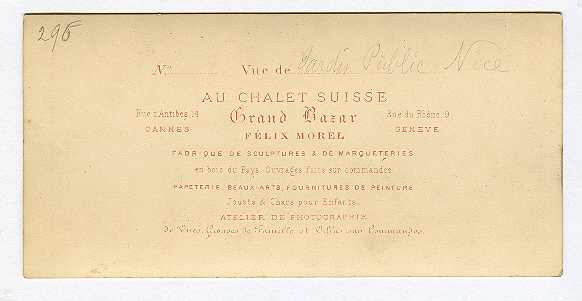 296
Nº Vue de Jardin Public Nice
AU CHALET SUISSE
Rue d'Antibes, 14 Grand Bazar Rue du Rhône, 9
CANNES FÉLIX MOREL GENEVE
FABRIQUE DE SCULPTURES & DE MARQUETERIES
en bois du Pays. Ouvrages faits sur commandes
PAPETERIE, BEAUX-ARTS, FOURNITURES DE PEINTURE
Jouets & Chars pour Enfants.
ATELIER DE PHOTOGRAPHIE.
de Vues, Groupes de Famille et Villas sur Commandes.